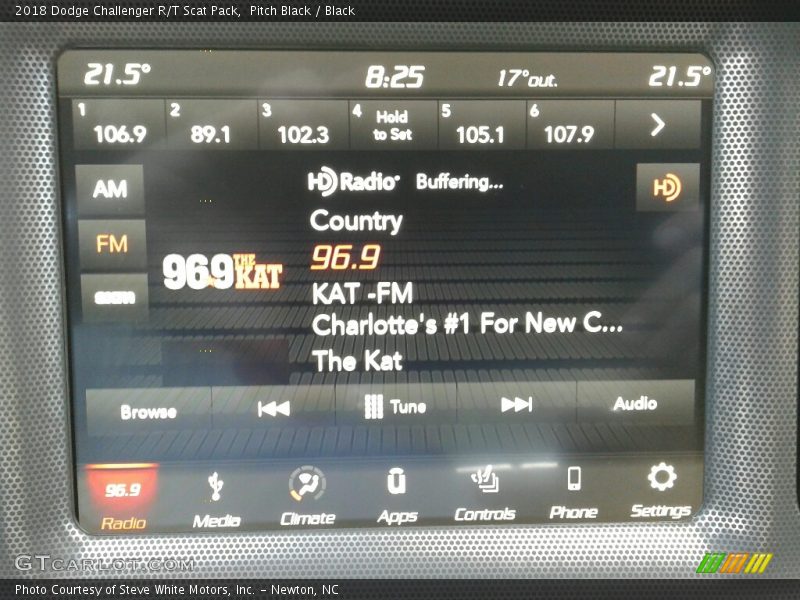 2018 Dodge Challenger R/T Scat Pack, Pitch Black / Black
21.5° 8:25 17°out. 21.5°
1 106.9 2 89.1 3 102.3 4 Hold to Set 5 105.1 6 107.9
AM
HD Radio Buffering...
HD
Country
FM
96.9 THE KAT
96.9
KAT -FM
Charlotte's #1 For New C...
The Kat
Browse Tune Audio
96.9
Radio Media Climate Apps Controls Phone Settings
GTCARLOT.COM
Photo Courtesy of Steve White Motors, Inc. – Newton, NC